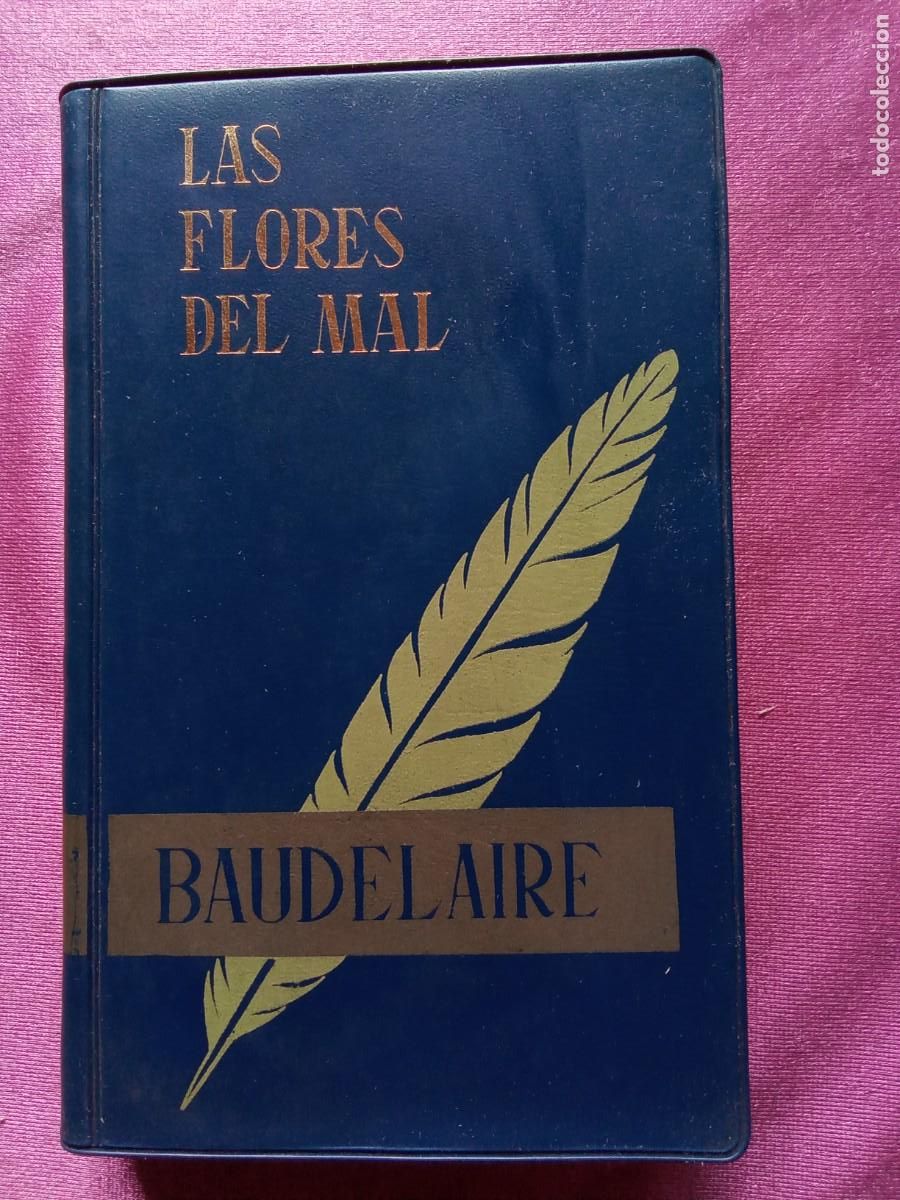 LAS
FLORES
DEL MAL
BAUDELAIRE
todocoleccion